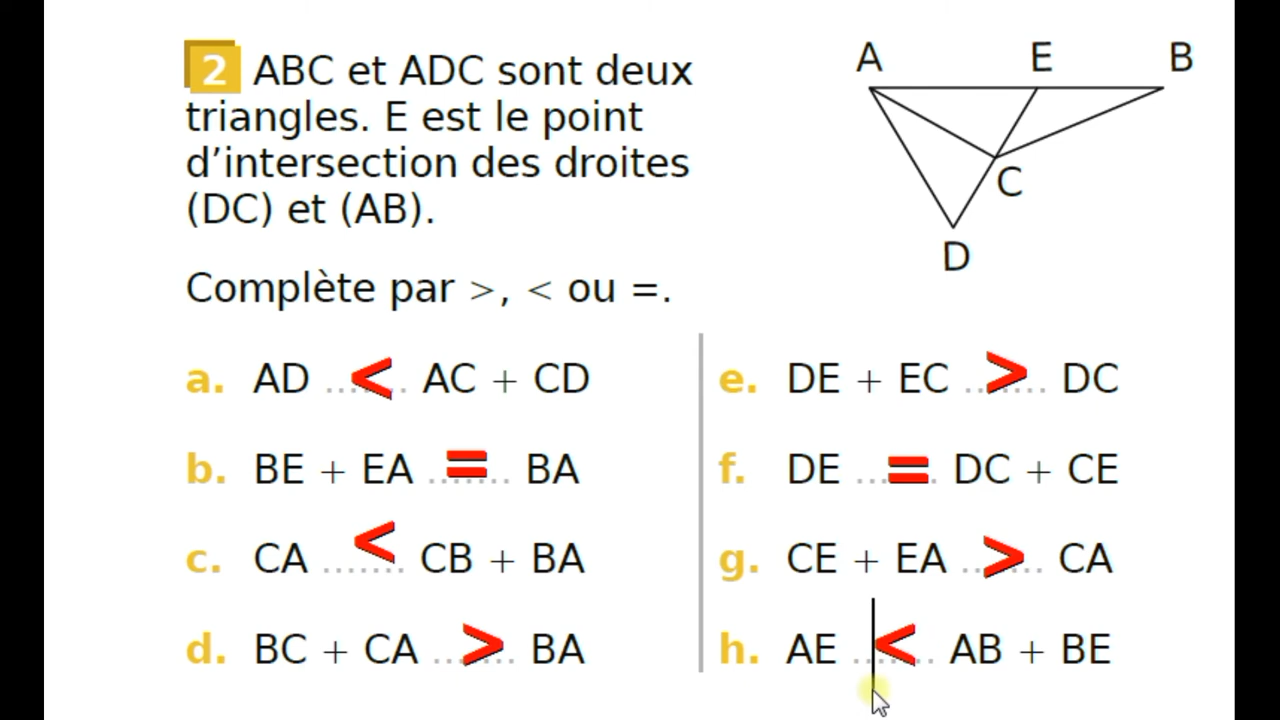 2 ABC et ADC sont deux
triangles. E est le point
d’intersection des droites
(DC) et (AB).
Complète par >, < ou =.
A E B
C
D
a. AD ....<.... AC + CD
b. BE + EA ....=.... BA
c. CA ....<.... CB + BA
d. BC + CA ....>.... BA
e. DE + EC ....>.... DC
f. DE ....=.... DC + CE
g. CE + EA ....>.... CA
h. AE ....<.... AB + BE